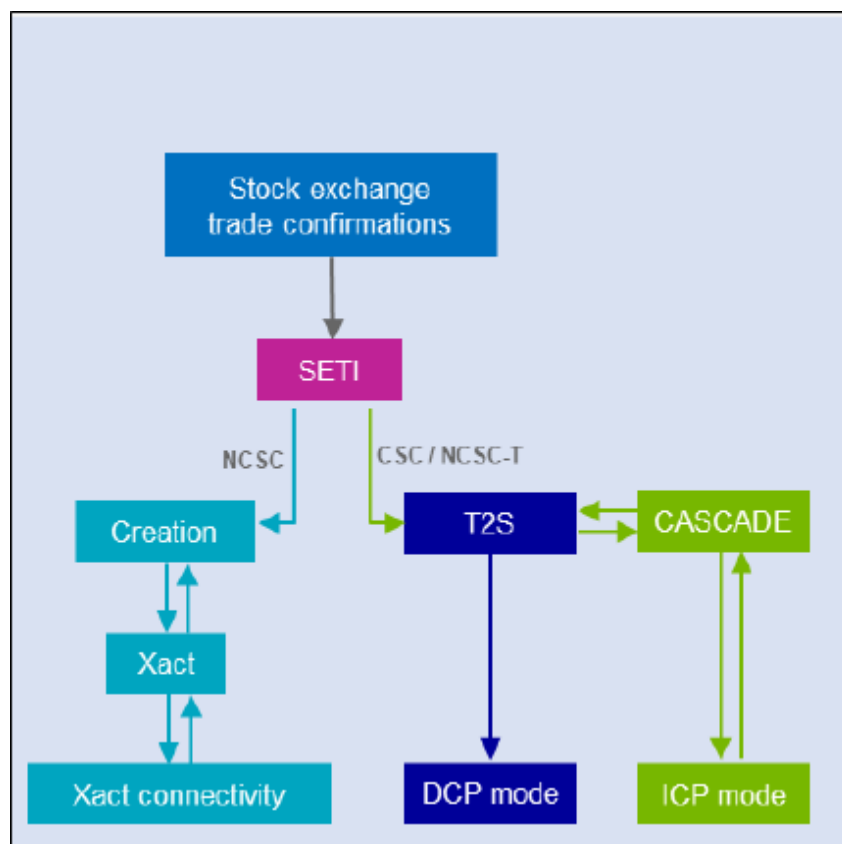 Stock exchange
trade confirmations
SETI
NCSC
CSC / NCSC-T
Creation
T2S
CASCADE
Xact
Xact connectivity
DCP mode
ICP mode